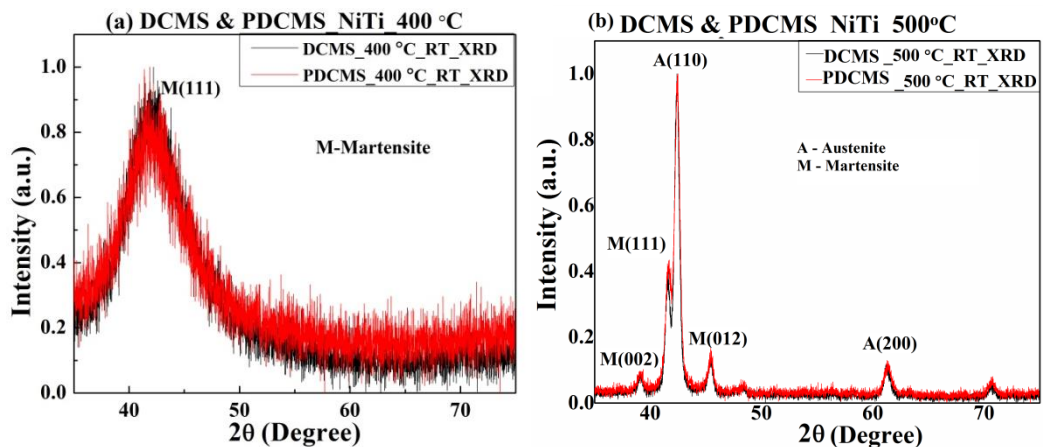 (a) DCMS & PDCMS_NiTi_400 °C
DCMS_400 °C_RT_XRD
PDCMS_400 °C_RT_XRD
M(111)
M-Martensite
Intensity (a.u.)
1.0
0.8
0.6
0.4
0.2
0.0
40
50
60
70
2θ (Degree)
(b) DCMS & PDCMS_NiTi_500°C
DCMS _500 °C_RT_XRD
PDCMS _500 °C_RT_XRD
A(110)
A - Austenite
M - Martensite
M(111)
M(002)
M(012)
A(200)
Intensity (a.u.)
1.0
0.8
0.6
0.4
0.2
0.0
40
50
60
70
2θ (Degree)